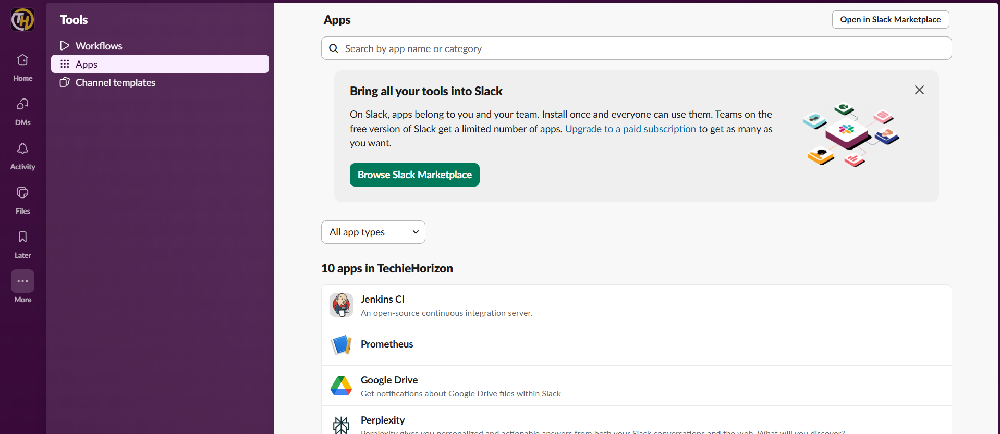 TH
Home
DMs
Activity
Files
Later
More
Tools
Workflows
Apps
Channel templates
Apps
Open in Slack Marketplace
Search by app name or category
Bring all your tools into Slack
On Slack, apps belong to you and your team. Install once and everyone can use them. Teams on the
free version of Slack get a limited number of apps. Upgrade to a paid subscription to get as many as
you want.
Browse Slack Marketplace
All app types
10 apps in TechieHorizon
Jenkins CI
An open-source continuous integration server.
Prometheus
Google Drive
Get notifications about Google Drive files within Slack
Perplexity
Perplexity gives you personalized and actionable answers from both your Slack conversations and the web. What will you discover?